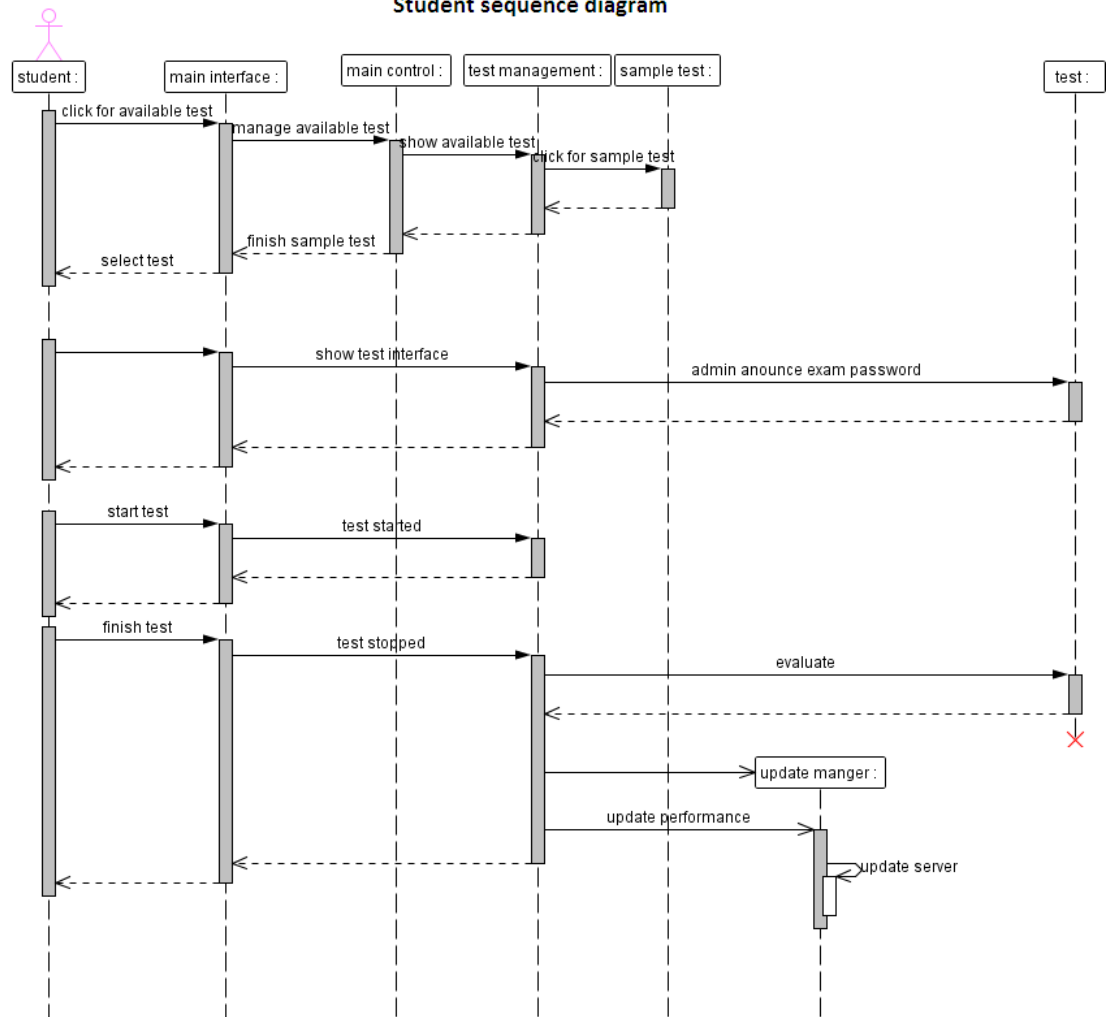 Student sequence diagram
student :
main interface :
main control :
test management :
sample test :
test :
click for available test
manage available test
show available test
click for sample test
finish sample test
select test
show test interface
admin anounce exam password
start test
test started
finish test
test stopped
evaluate
update manger :
update performance
update server